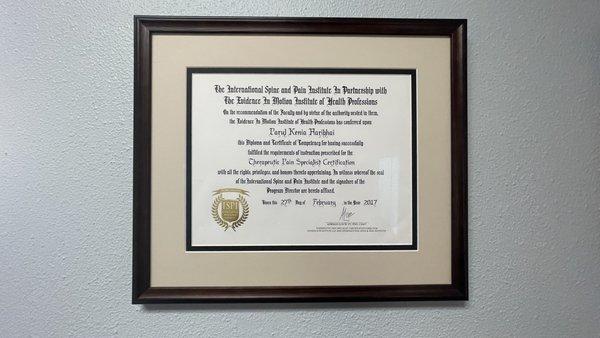 The International Spine and Pain Institute In Partnership with
The Evidence In Motion Institute of Health Professions
On the recommendation of the Faculty and by virtue of the authority vested in them,
the Evidence In Motion Institute of Health Professions has conferred upon
Parul Kenia Haribhai
this Diploma and Certificate of Competency for having successfully
fulfilled the requirements of instruction prescribed for the
Therapeutic Pain Specialist Certification
with all the rights, privileges, and honors thereto appertaining. In witness whereof the seal
of the International Spine and Pain Institute and the signature of the
Program Director are hereto affixed.
Given this 27th Day of February, in the Year 2017
ISPI